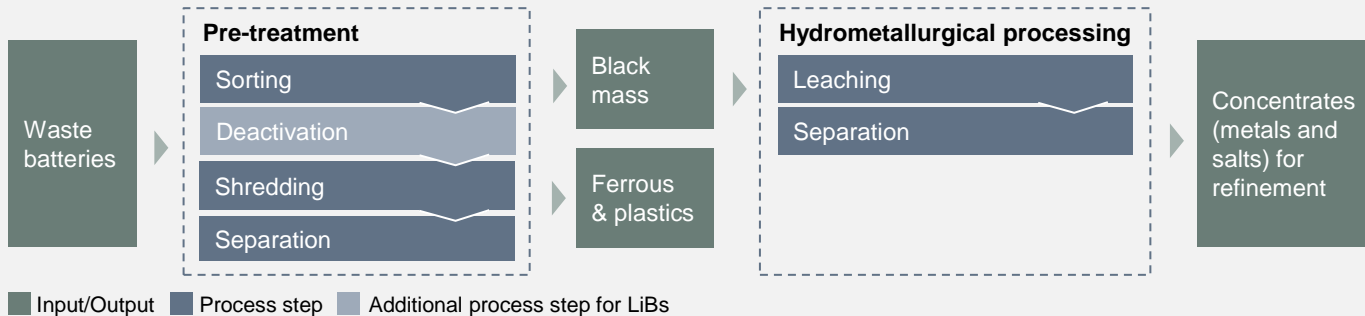 Pre-treatment
Hydrometallurgical processing
Waste
batteries
Sorting
Deactivation
Shredding
Separation
Black
mass
Ferrous
& plastics
Leaching
Separation
Concentrates
(metals and
salts) for
refinement
Input/Output
Process step
Additional process step for LiBs